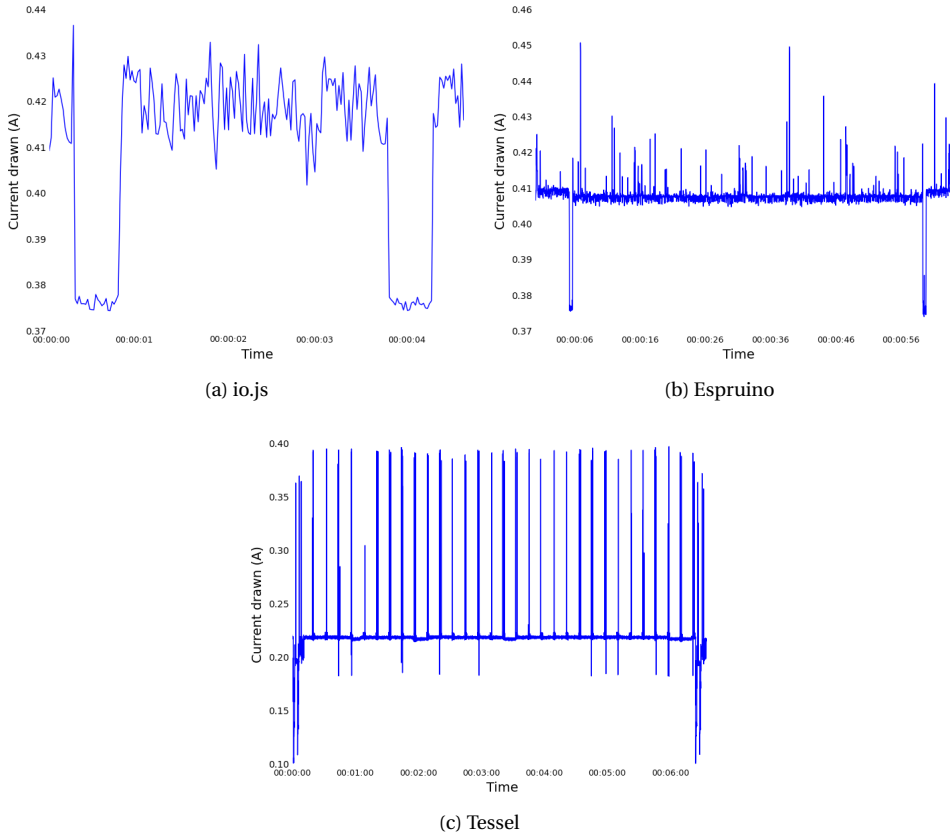 0.44
0.43
0.42
0.41
0.40
0.39
0.38
0.37
Current drawn (A)
00:00:00 00:00:01 00:00:02 00:00:03 00:00:04
Time
(a) io.js
0.46
0.45
0.44
0.43
0.42
0.41
0.40
0.39
0.38
0.37
Current drawn (A)
00:00:06 00:00:16 00:00:26 00:00:36 00:00:46 00:00:56
Time
(b) Espruino
0.40
0.35
0.30
0.25
0.20
0.15
0.10
Current drawn (A)
00:00:00 00:01:00 00:02:00 00:03:00 00:04:00 00:05:00 00:06:00
Time
(c) Tessel